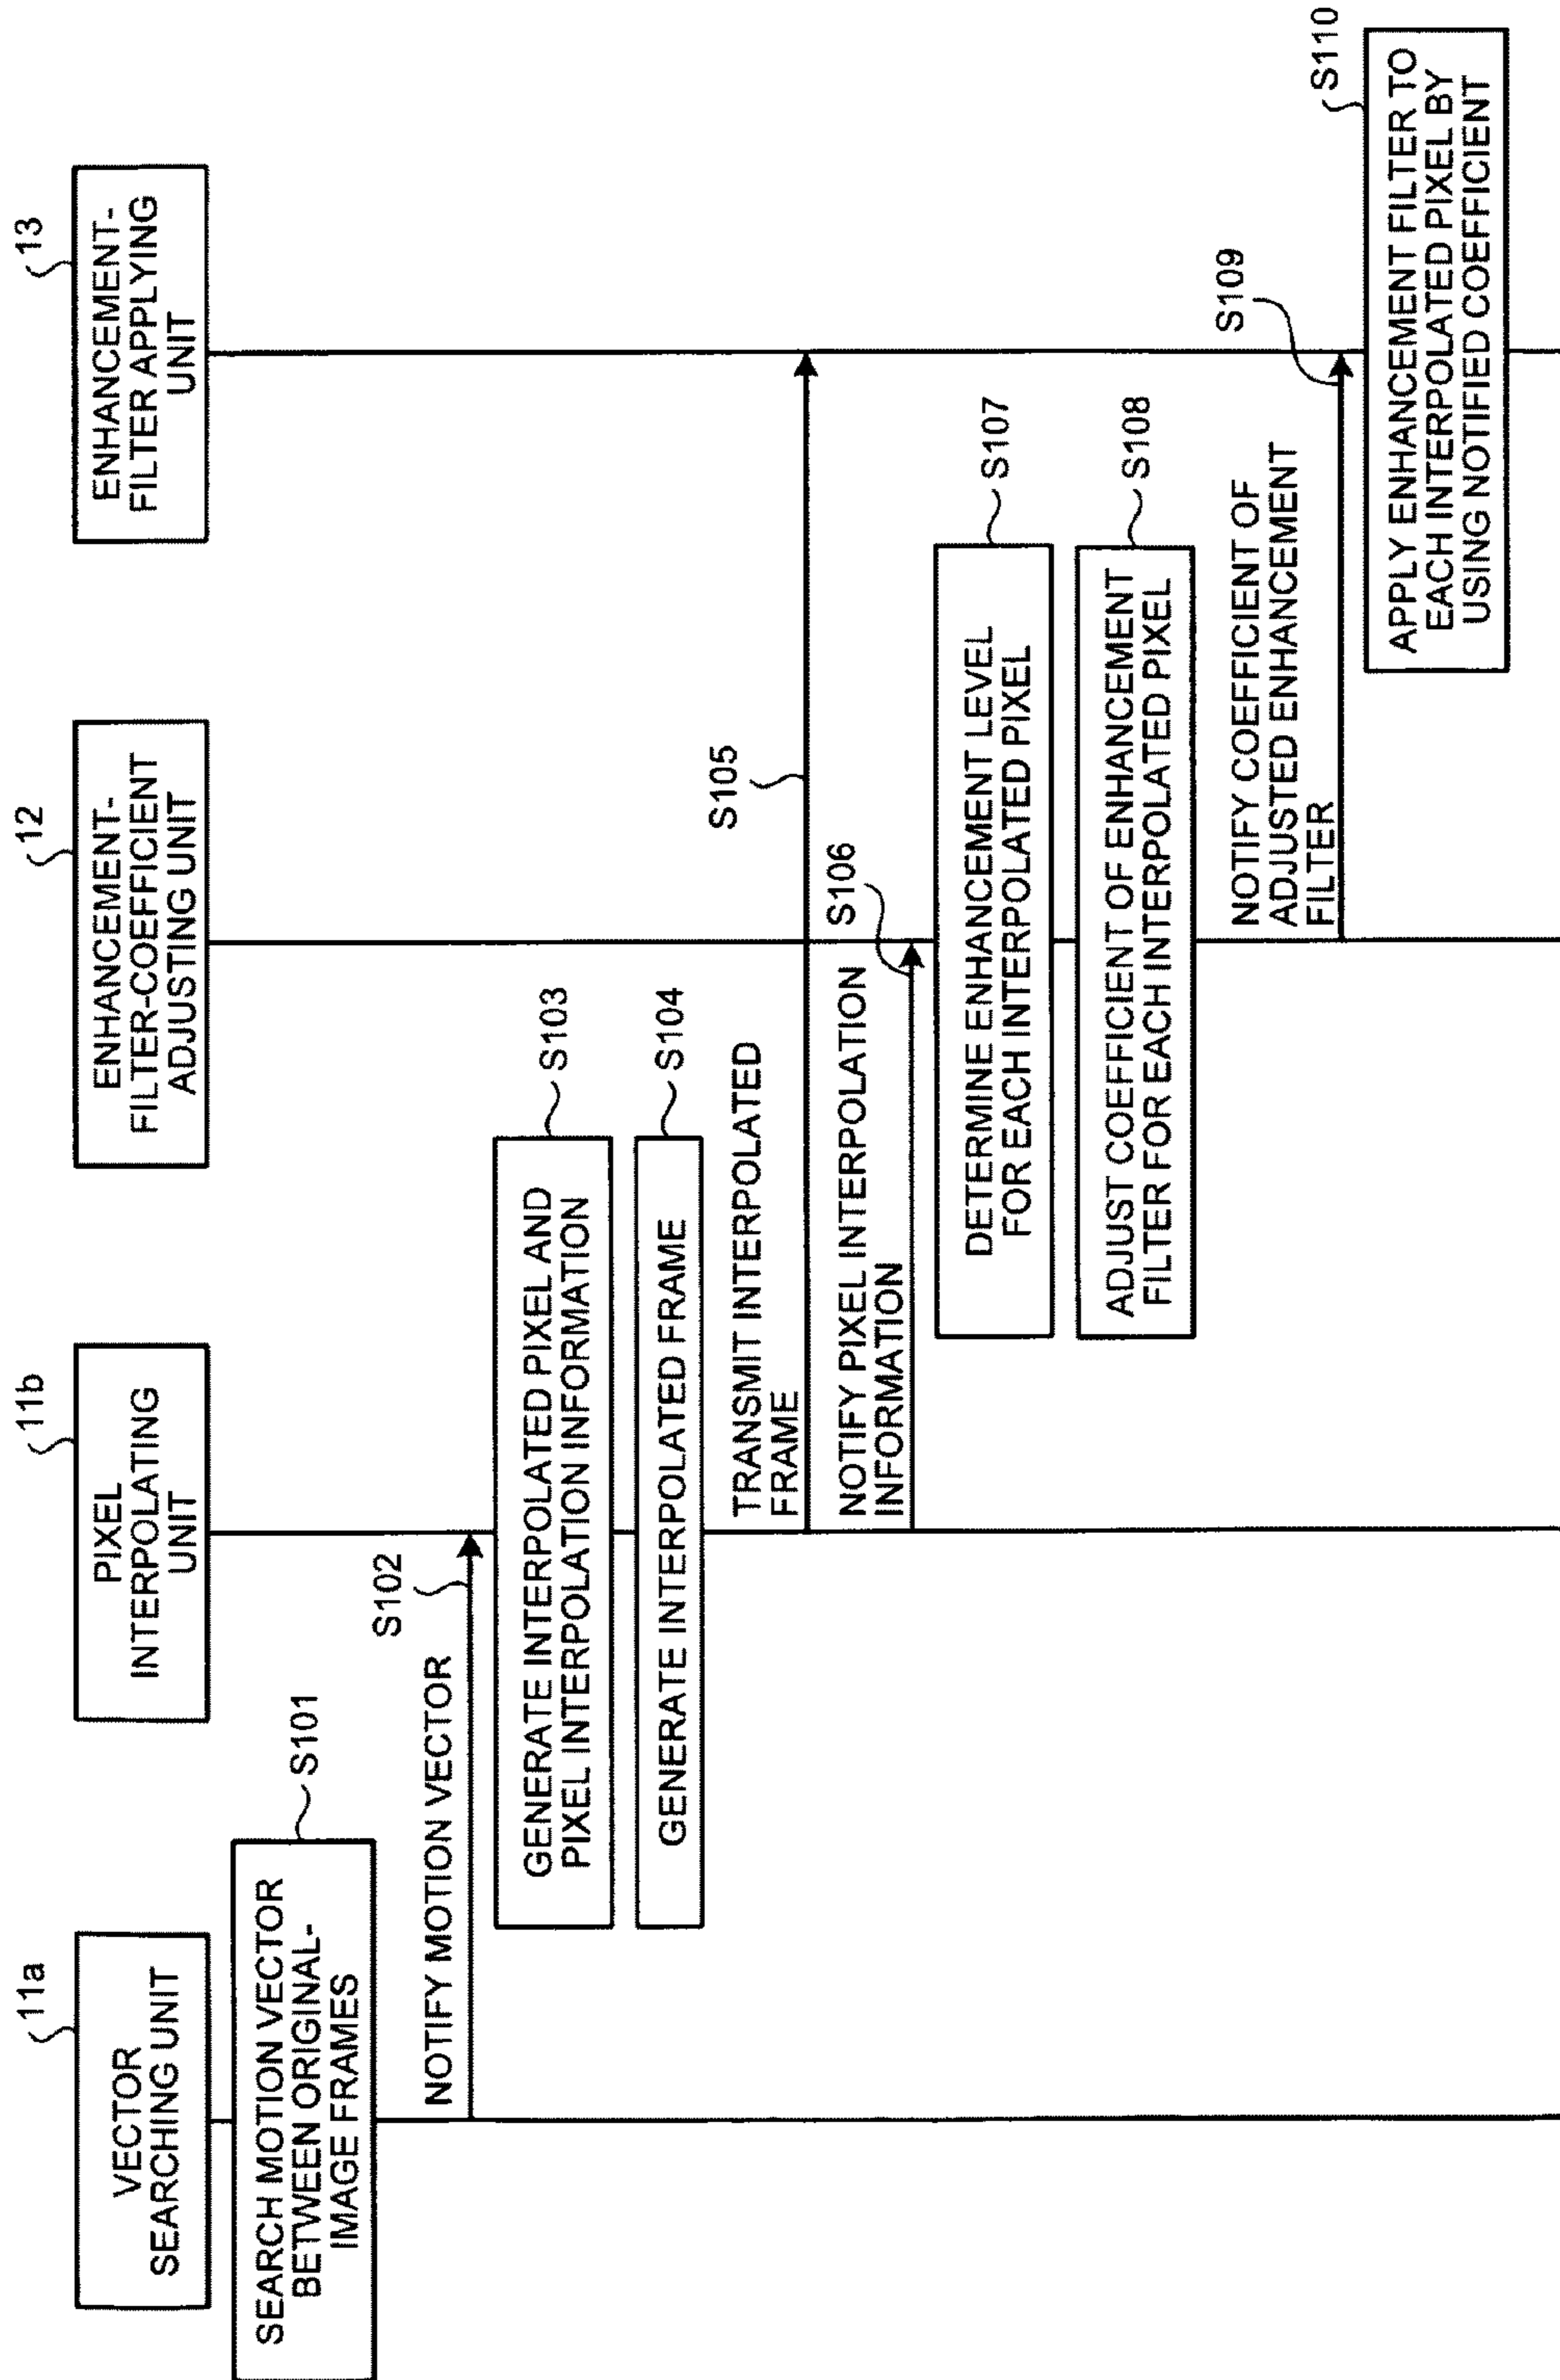 11a
VECTOR
SEARCHING UNIT
11b
PIXEL
INTERPOLATING
UNIT
12
ENHANCEMENT-
FILTER-COEFFICIENT
ADJUSTING UNIT
13
ENHANCEMENT-
FILTER APPLYING
UNIT
SEARCH MOTION VECTOR
BETWEEN ORIGINAL-
IMAGE FRAMES
S101
NOTIFY MOTION VECTOR
S102
GENERATE INTERPOLATED PIXEL AND
PIXEL INTERPOLATION INFORMATION
S103
GENERATE INTERPOLATED FRAME
S104
TRANSMIT INTERPOLATED
FRAME
S105
NOTIFY PIXEL INTERPOLATION
INFORMATION
S106
DETERMINE ENHANCEMENT LEVEL
FOR EACH INTERPOLATED PIXEL
S107
ADJUST COEFFICIENT OF ENHANCEMENT
FILTER FOR EACH INTERPOLATED PIXEL
S108
NOTIFY COEFFICIENT OF
ADJUSTED ENHANCEMENT
FILTER
S109
APPLY ENHANCEMENT FILTER TO
EACH INTERPOLATED PIXEL BY
USING NOTIFIED COEFFICIENT
S110